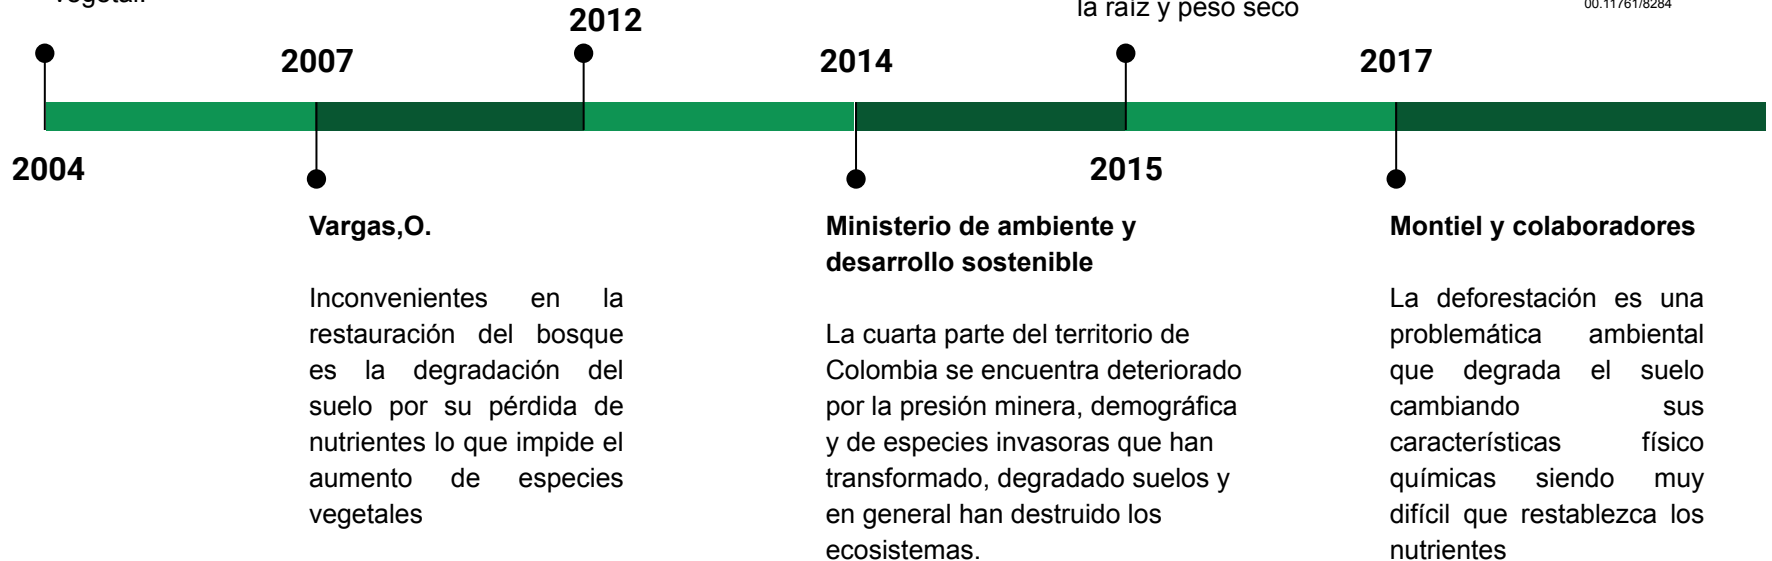 vegetal.
la raíz y peso seco
00.11761/8284
2012
2007
2014
2017
2004
2015
Vargas,O.
Inconvenientes en la
restauración del bosque
es la degradación del
suelo por su pérdida de
nutrientes lo que impide el
aumento de especies
vegetales
Ministerio de ambiente y
desarrollo sostenible
La cuarta parte del territorio de
Colombia se encuentra deteriorado
por la presión minera, demográfica
y de especies invasoras que han
transformado, degradado suelos y
en general han destruido los
ecosistemas.
Montiel y colaboradores
La deforestación es una
problemática ambiental
que degrada el suelo
cambiando sus
características físico
químicas siendo muy
difícil que restablezca los
nutrientes